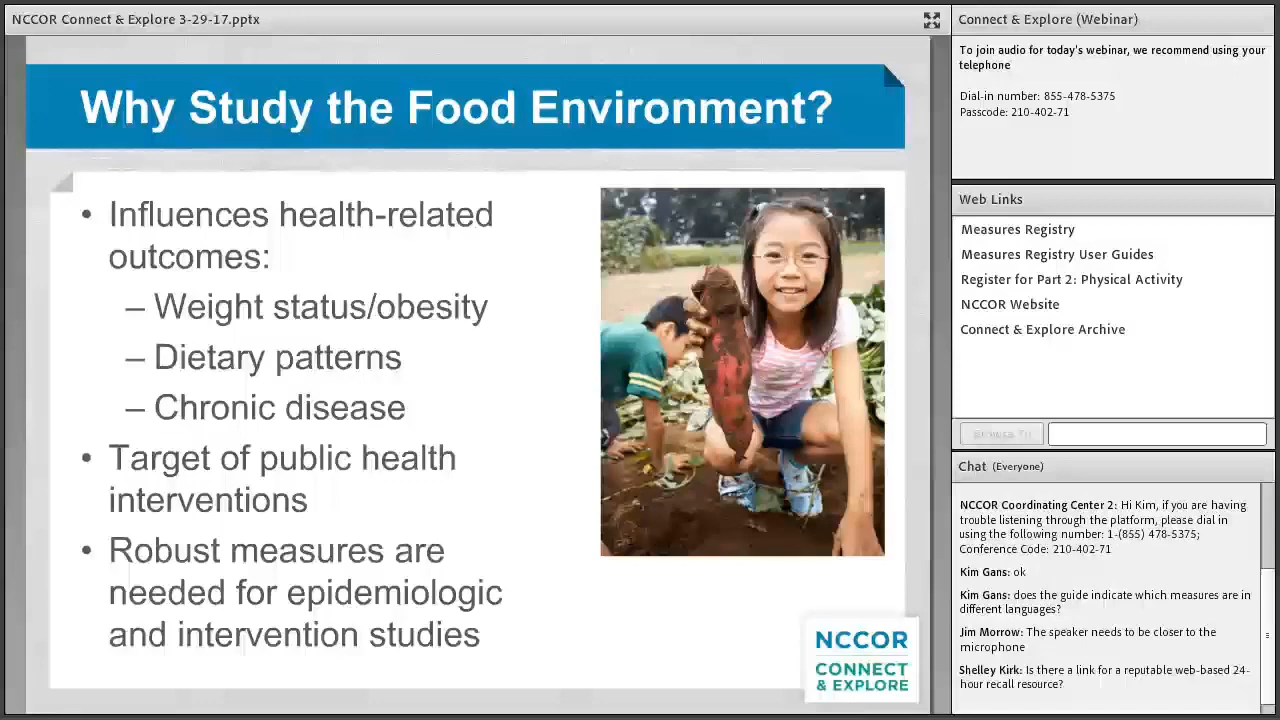 NCCOR Connect & Explore 3-29-17.pptx
Why Study the Food Environment?
• Influences health-related
outcomes:
– Weight status/obesity
– Dietary patterns
– Chronic disease
• Target of public health
interventions
• Robust measures are
needed for epidemiologic
and intervention studies
NCCOR
CONNECT
& EXPLORE
Connect & Explore (Webinar)
To join audio for today's webinar, we recommend using your
telephone
Dial-in number: 855-478-5375
Passcode: 210-402-71
Web Links
Measures Registry
Measures Registry User Guides
Register for Part 2: Physical Activity
NCCOR Website
Connect & Explore Archive
Browse To
Chat (Everyone)
NCCOR Coordinating Center 2: Hi Kim, if you are having
trouble listening through the platform, please dial in
using the following number: 1-(855) 478-5375;
Conference Code: 210-402-71
Kim Gans: ok
Kim Gans: does the guide indicate which measures are in
different languages?
Jim Morrow: The speaker needs to be closer to the
microphone
Shelley Kirk: Is there a link for a reputable web-based 24-
hour recall resource?